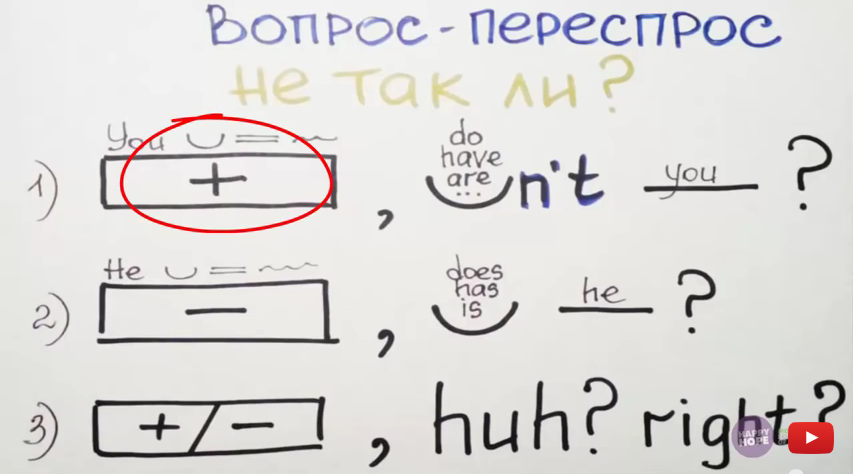 Вопрос-переспрос
Не так ли?
You
do
have
are
...
1) + , n't you ?
He
does
has
is
2) — , he ?
3) + / — , huh? right?
HAPPY
HOPE